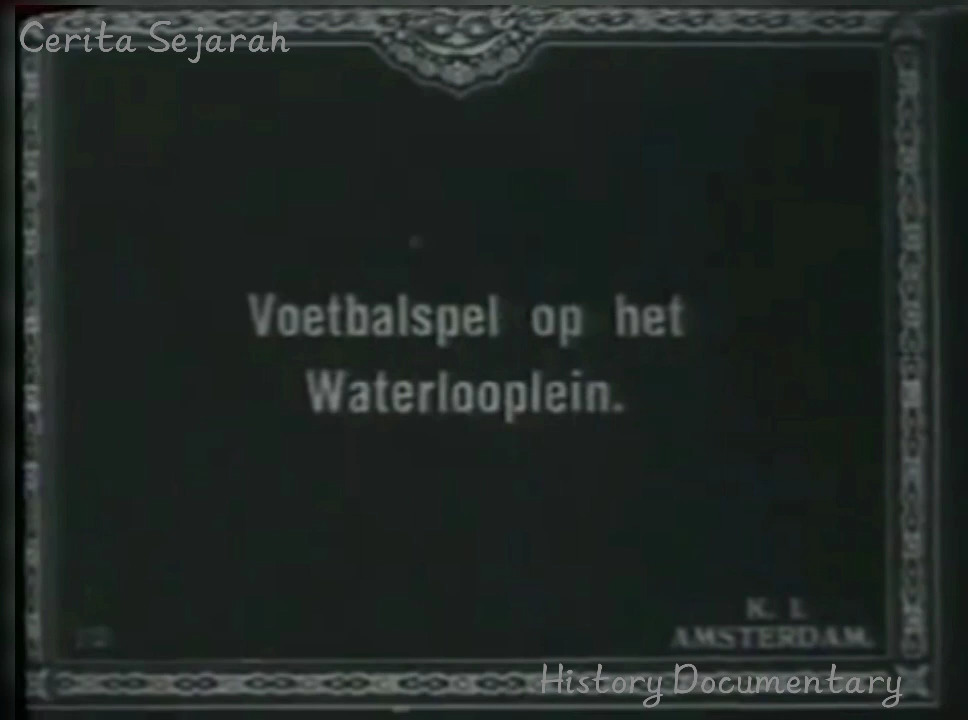 Cerita Sejarah
Voetbalspel op het
Waterlooplein.
K. I.
AMSTERDAM.
History Documentary